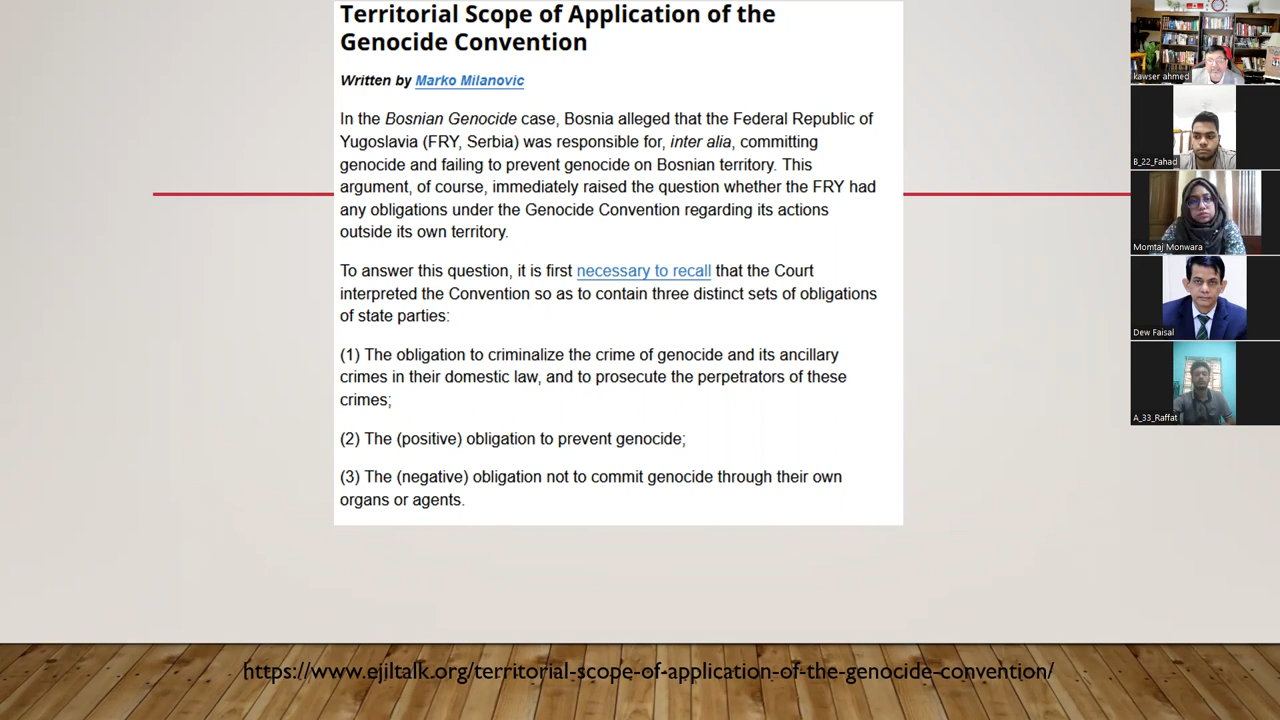 Territorial Scope of Application of the
Genocide Convention
Written by Marko Milanovic
In the Bosnian Genocide case, Bosnia alleged that the Federal Republic of
Yugoslavia (FRY, Serbia) was responsible for, inter alia, committing
genocide and failing to prevent genocide on Bosnian territory. This
argument, of course, immediately raised the question whether the FRY had
any obligations under the Genocide Convention regarding its actions
outside its own territory.
To answer this question, it is first necessary to recall that the Court
interpreted the Convention so as to contain three distinct sets of obligations
of state parties:
(1) The obligation to criminalize the crime of genocide and its ancillary
crimes in their domestic law, and to prosecute the perpetrators of these
crimes;
(2) The (positive) obligation to prevent genocide;
(3) The (negative) obligation not to commit genocide through their own
organs or agents.
https://www.ejiltalk.org/territorial-scope-of-application-of-the-genocide-convention/
kawser ahmed
B_22_Fahad
Momtaj Monwara
Dew Faisal
A_33_Raffat